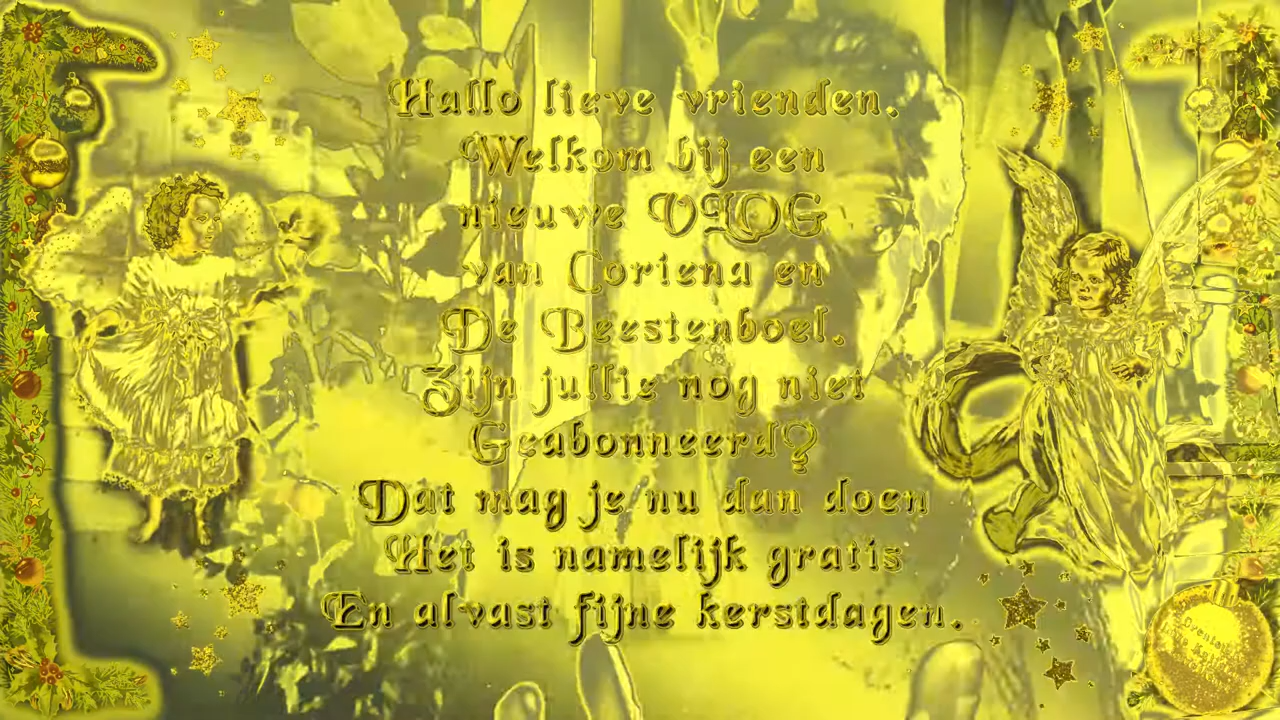 Hallo lieve vrienden.
Welkom bij een
nieuwe VLOG
van Coriena en
De Beestenboel.
Zijn jullie nog niet
Geabonneerd?
Dat mag je nu dan doen
Het is namelijk gratis
En alvast fijne kerstdagen.